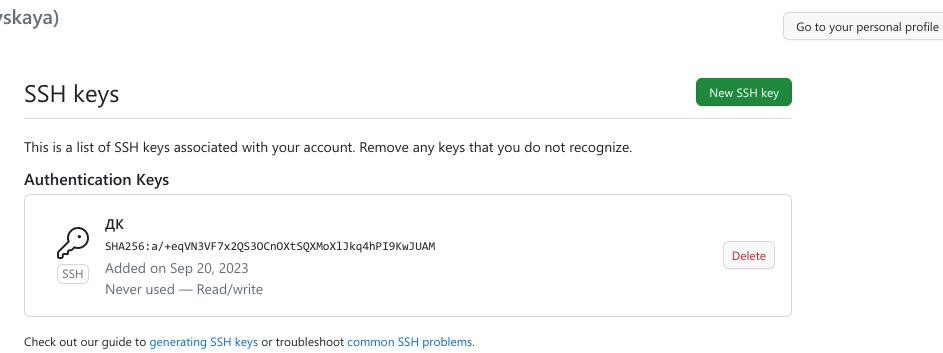 vskaya)
Go to your personal profile
SSH keys
New SSH key
This is a list of SSH keys associated with your account. Remove any keys that you do not recognize.
Authentication Keys
ДК
SHA256:a/+eqVN3VF7x2QS3OCnOXtSQXMoXlJkq4hPI9KwJUAM
SSH
Added on Sep 20, 2023
Never used — Read/write
Delete
Check out our guide to generating SSH keys or troubleshoot common SSH problems.